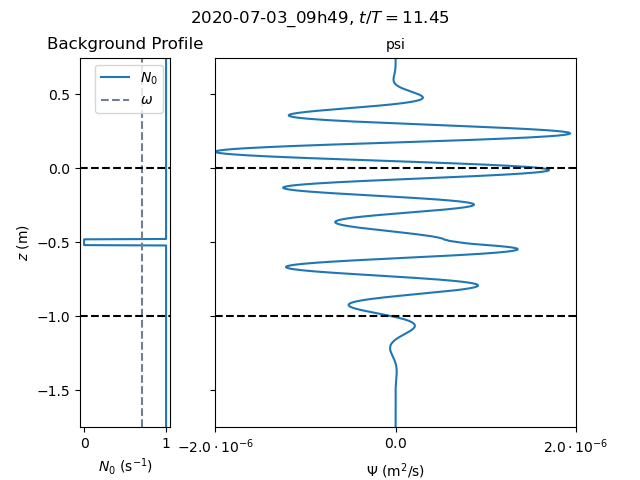 2020-07-03_09h49, t/T = 11.45
Background Profile
psi
N₀
ω
0.5
0.0
−0.5
−1.0
−1.5
z (m)
0
1
N₀ (s⁻¹)
−2.0 · 10⁻⁶
0.0
2.0 · 10⁻⁶
Ψ (m²/s)